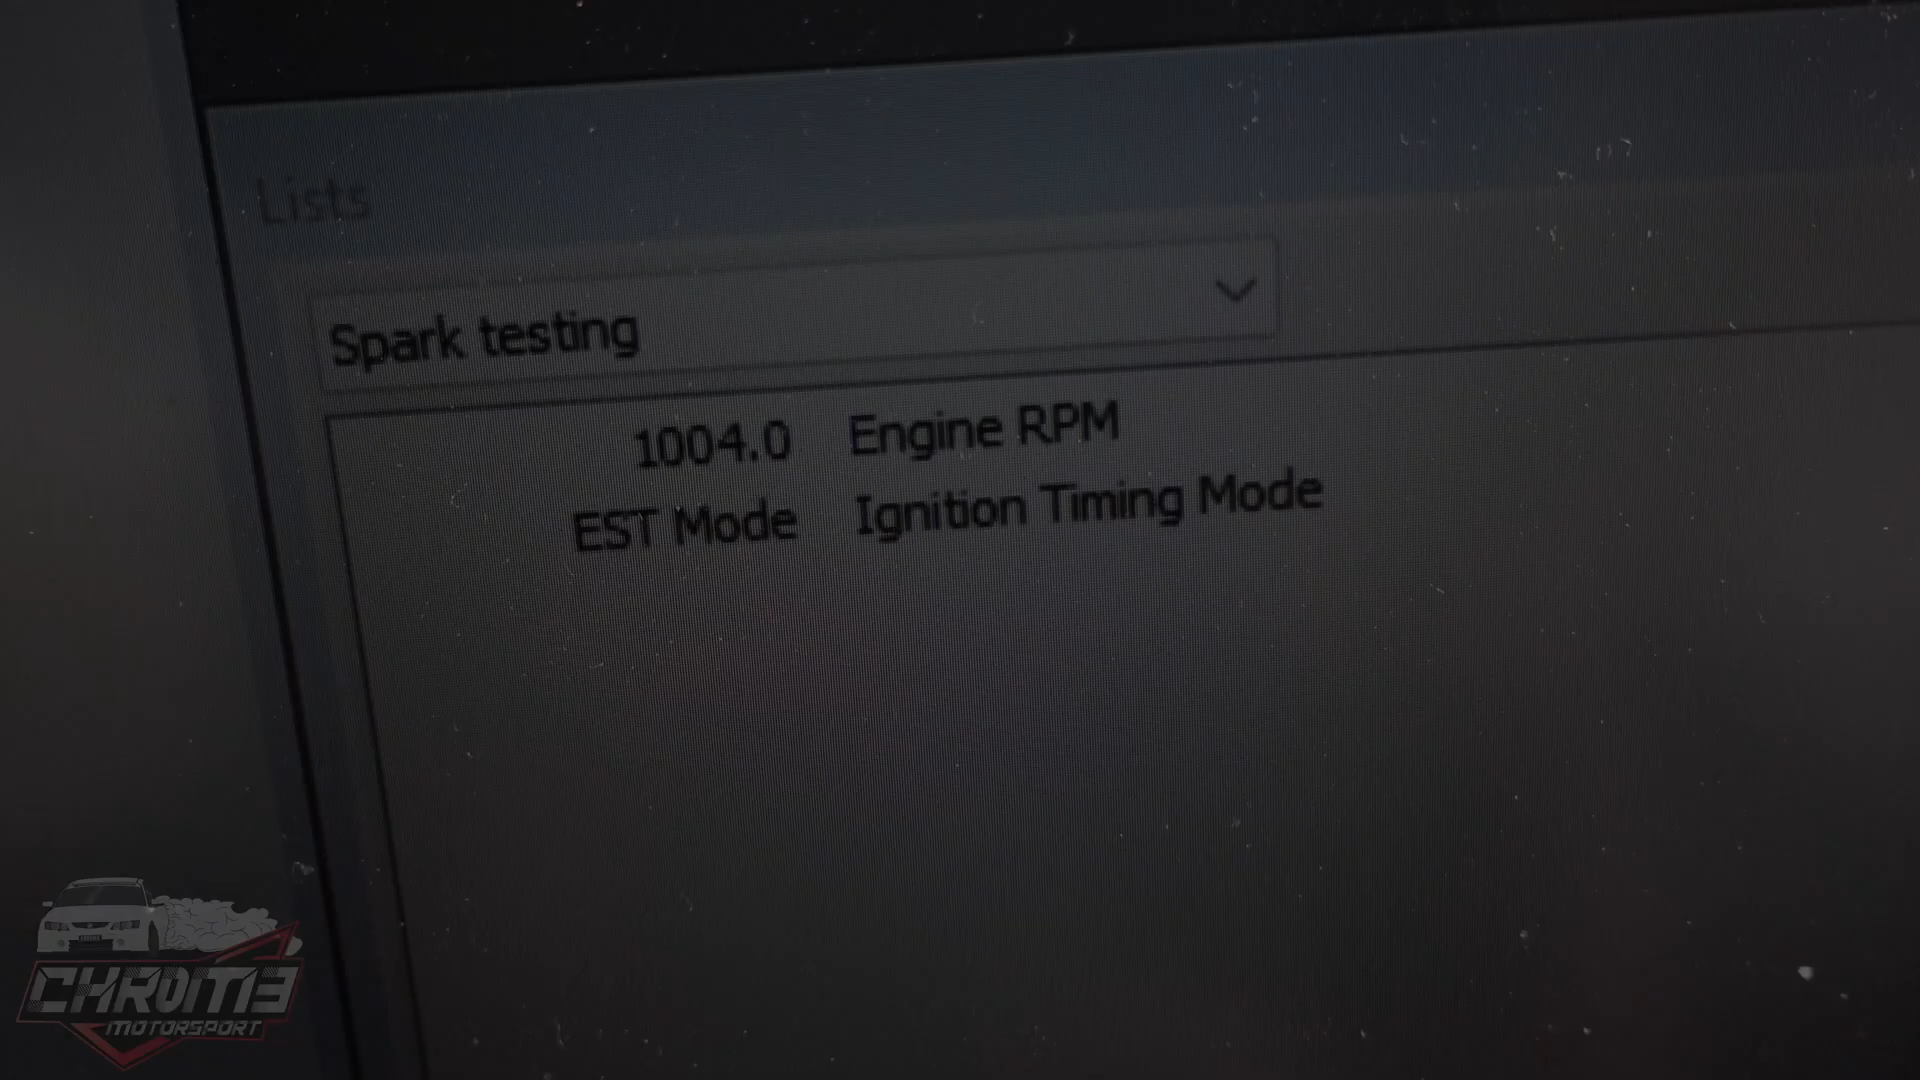 Lists
Spark testing
1004.0 Engine RPM
EST Mode Ignition Timing Mode
CHROME
MOTORSPORT